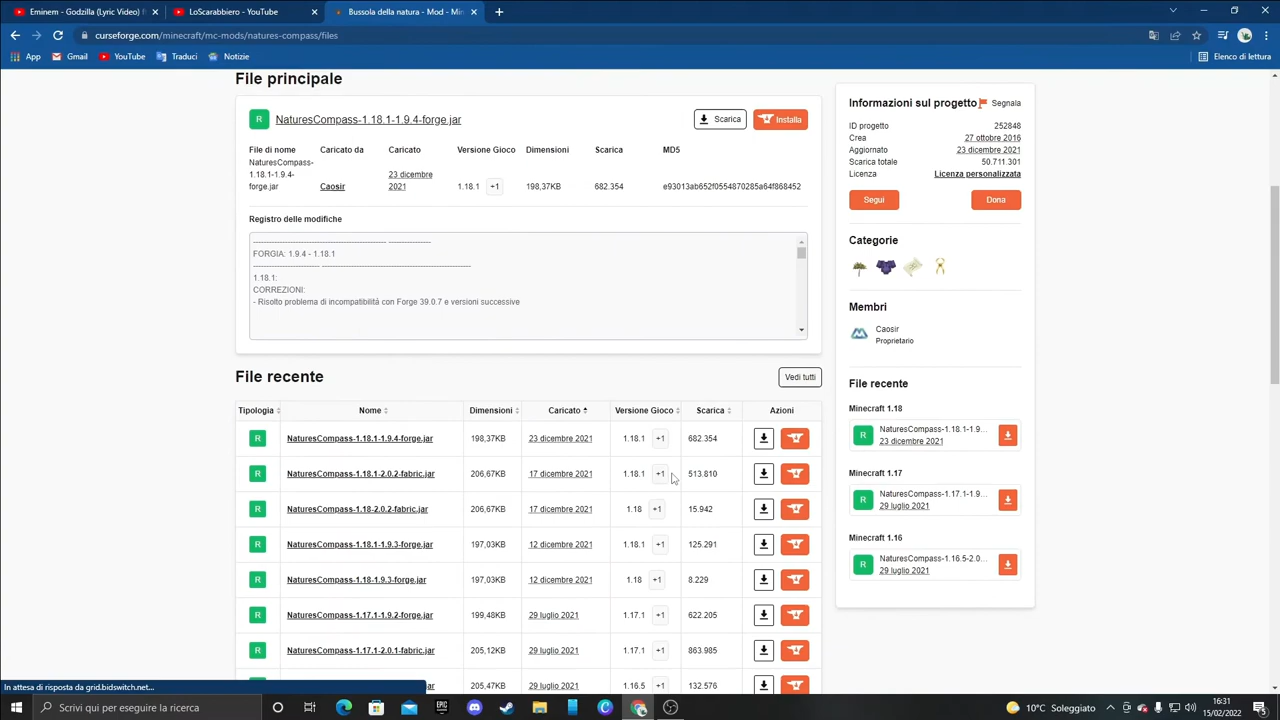 Eminem - Godzilla (Lyric Video) f
LoScarabbiero - YouTube
Bussola della natura - Mod - Min
curseforge.com/minecraft/mc-mods/natures-compass/files
App
Gmail
YouTube
Traduci
Notizie
Elenco di lettura
File principale
R
NaturesCompass-1.18.1-1.9.4-forge.jar
Scarica
Installa
File di nome
Caricato da
Caricato
Versione Gioco
Dimensioni
Scarica
MD5
NaturesCompass-
1.18.1-1.9.4-
forge.jar
Caosir
23 dicembre
2021
1.18.1
+1
198,37KB
682.354
e93013ab652f0554870285a64f868452
Registro delle modifiche
FORGIA: 1.9.4 - 1.18.1
1.18.1:
CORREZIONI:
- Risolto problema di incompatibilità con Forge 39.0.7 e versioni successive
File recente
Vedi tutti
Tipologia
Nome
Dimensioni
Caricato
Versione Gioco
Scarica
Azioni
R NaturesCompass-1.18.1-1.9.4-forge.jar 198,37KB 23 dicembre 2021 1.18.1 +1 682.354
R NaturesCompass-1.18.1-2.0.2-fabric.jar 206,67KB 17 dicembre 2021 1.18.1 +1 513.810
R NaturesCompass-1.18-2.0.2-fabric.jar 206,67KB 17 dicembre 2021 1.18 +1 15.942
R NaturesCompass-1.18.1-1.9.3-forge.jar 197,03KB 12 dicembre 2021 1.18.1 +1 125.291
R NaturesCompass-1.18-1.9.3-forge.jar 197,03KB 12 dicembre 2021 1.18 +1 8.229
R NaturesCompass-1.17.1-1.9.2-forge.jar 199,48KB 29 luglio 2021 1.17.1 +1 622.205
R NaturesCompass-1.17.1-2.0.1-fabric.jar 205,12KB 29 luglio 2021 1.17.1 +1 863.985
R ar 205,47KB 29 luglio 2021 1.16.5 +1 132.576
Informazioni sul progetto
Segnala
ID progetto 252848
Crea 27 ottobre 2016
Aggiornato 23 dicembre 2021
Scarica totale 50.711.301
Licenza Licenza personalizzata
Segui
Dona
Categorie
Membri
Caosir
Proprietario
File recente
Minecraft 1.18
R NaturesCompass-1.18.1-1.9...
23 dicembre 2021
Minecraft 1.17
R NaturesCompass-1.17.1-1.9...
29 luglio 2021
Minecraft 1.16
R NaturesCompass-1.16.5-2.0...
29 luglio 2021
In attesa di risposta da grid.bidswitch.net...
Scrivi qui per eseguire la ricerca
EPIC
10°C Soleggiato
16:31
15/02/2022